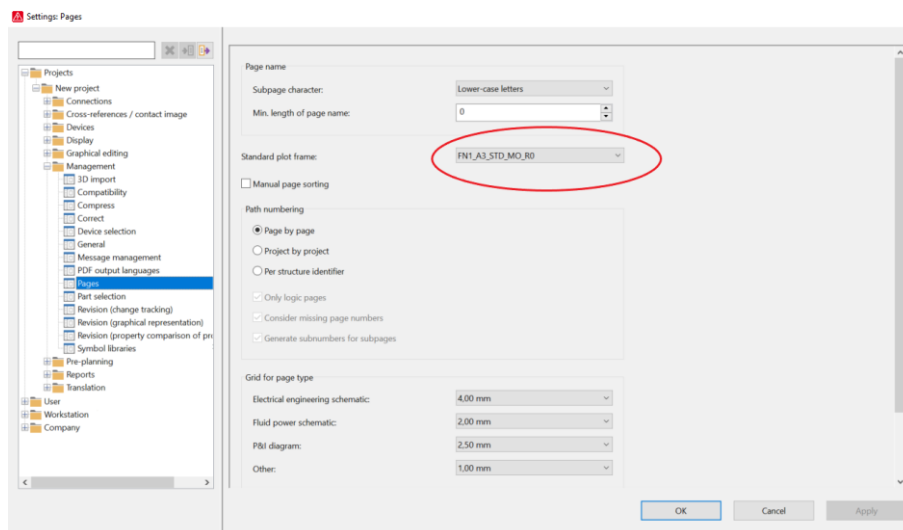 Settings: Pages
Projects
New project
Connections
Cross-references / contact image
Devices
Display
Graphical editing
Management
3D import
Compatibility
Compress
Correct
Device selection
General
Message management
PDF output languages
Pages
Part selection
Revision (change tracking)
Revision (graphical representation)
Revision (property comparison of pro
Symbol libraries
Pre-planning
Reports
Translation
User
Workstation
Company
Page name
Subpage character: Lower-case letters
Min. length of page name: 0
Standard plot frame: FN1_A3_STD_MO_R0
Manual page sorting
Path numbering
Page by page
Project by project
Per structure identifier
Only logic pages
Consider missing page numbers
Generate subnumbers for subpages
Grid for page type
Electrical engineering schematic: 4,00 mm
Fluid power schematic: 2,00 mm
P&I diagram: 2,50 mm
Other: 1,00 mm
OK Cancel Apply